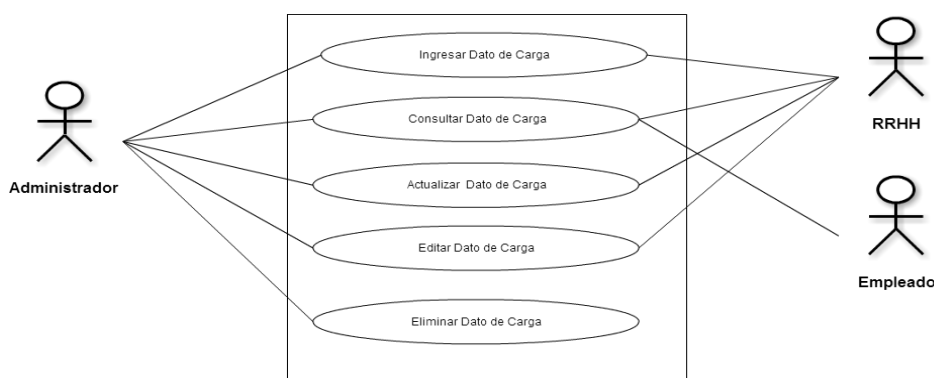 Ingresar Dato de Carga
Consultar Dato de Carga
RRHH
Administrador
Actualizar Dato de Carga
Editar Dato de Carga
Empleado
Eliminar Dato de Carga